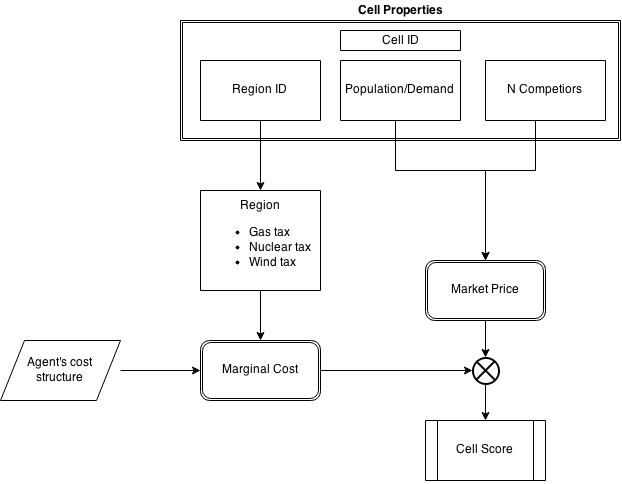 Cell Properties
Cell ID
Region ID
Population/Demand
N Competiors
Region
• Gas tax
• Nuclear tax
• Wind tax
Market Price
Agent's cost
structure
Marginal Cost
Cell Score